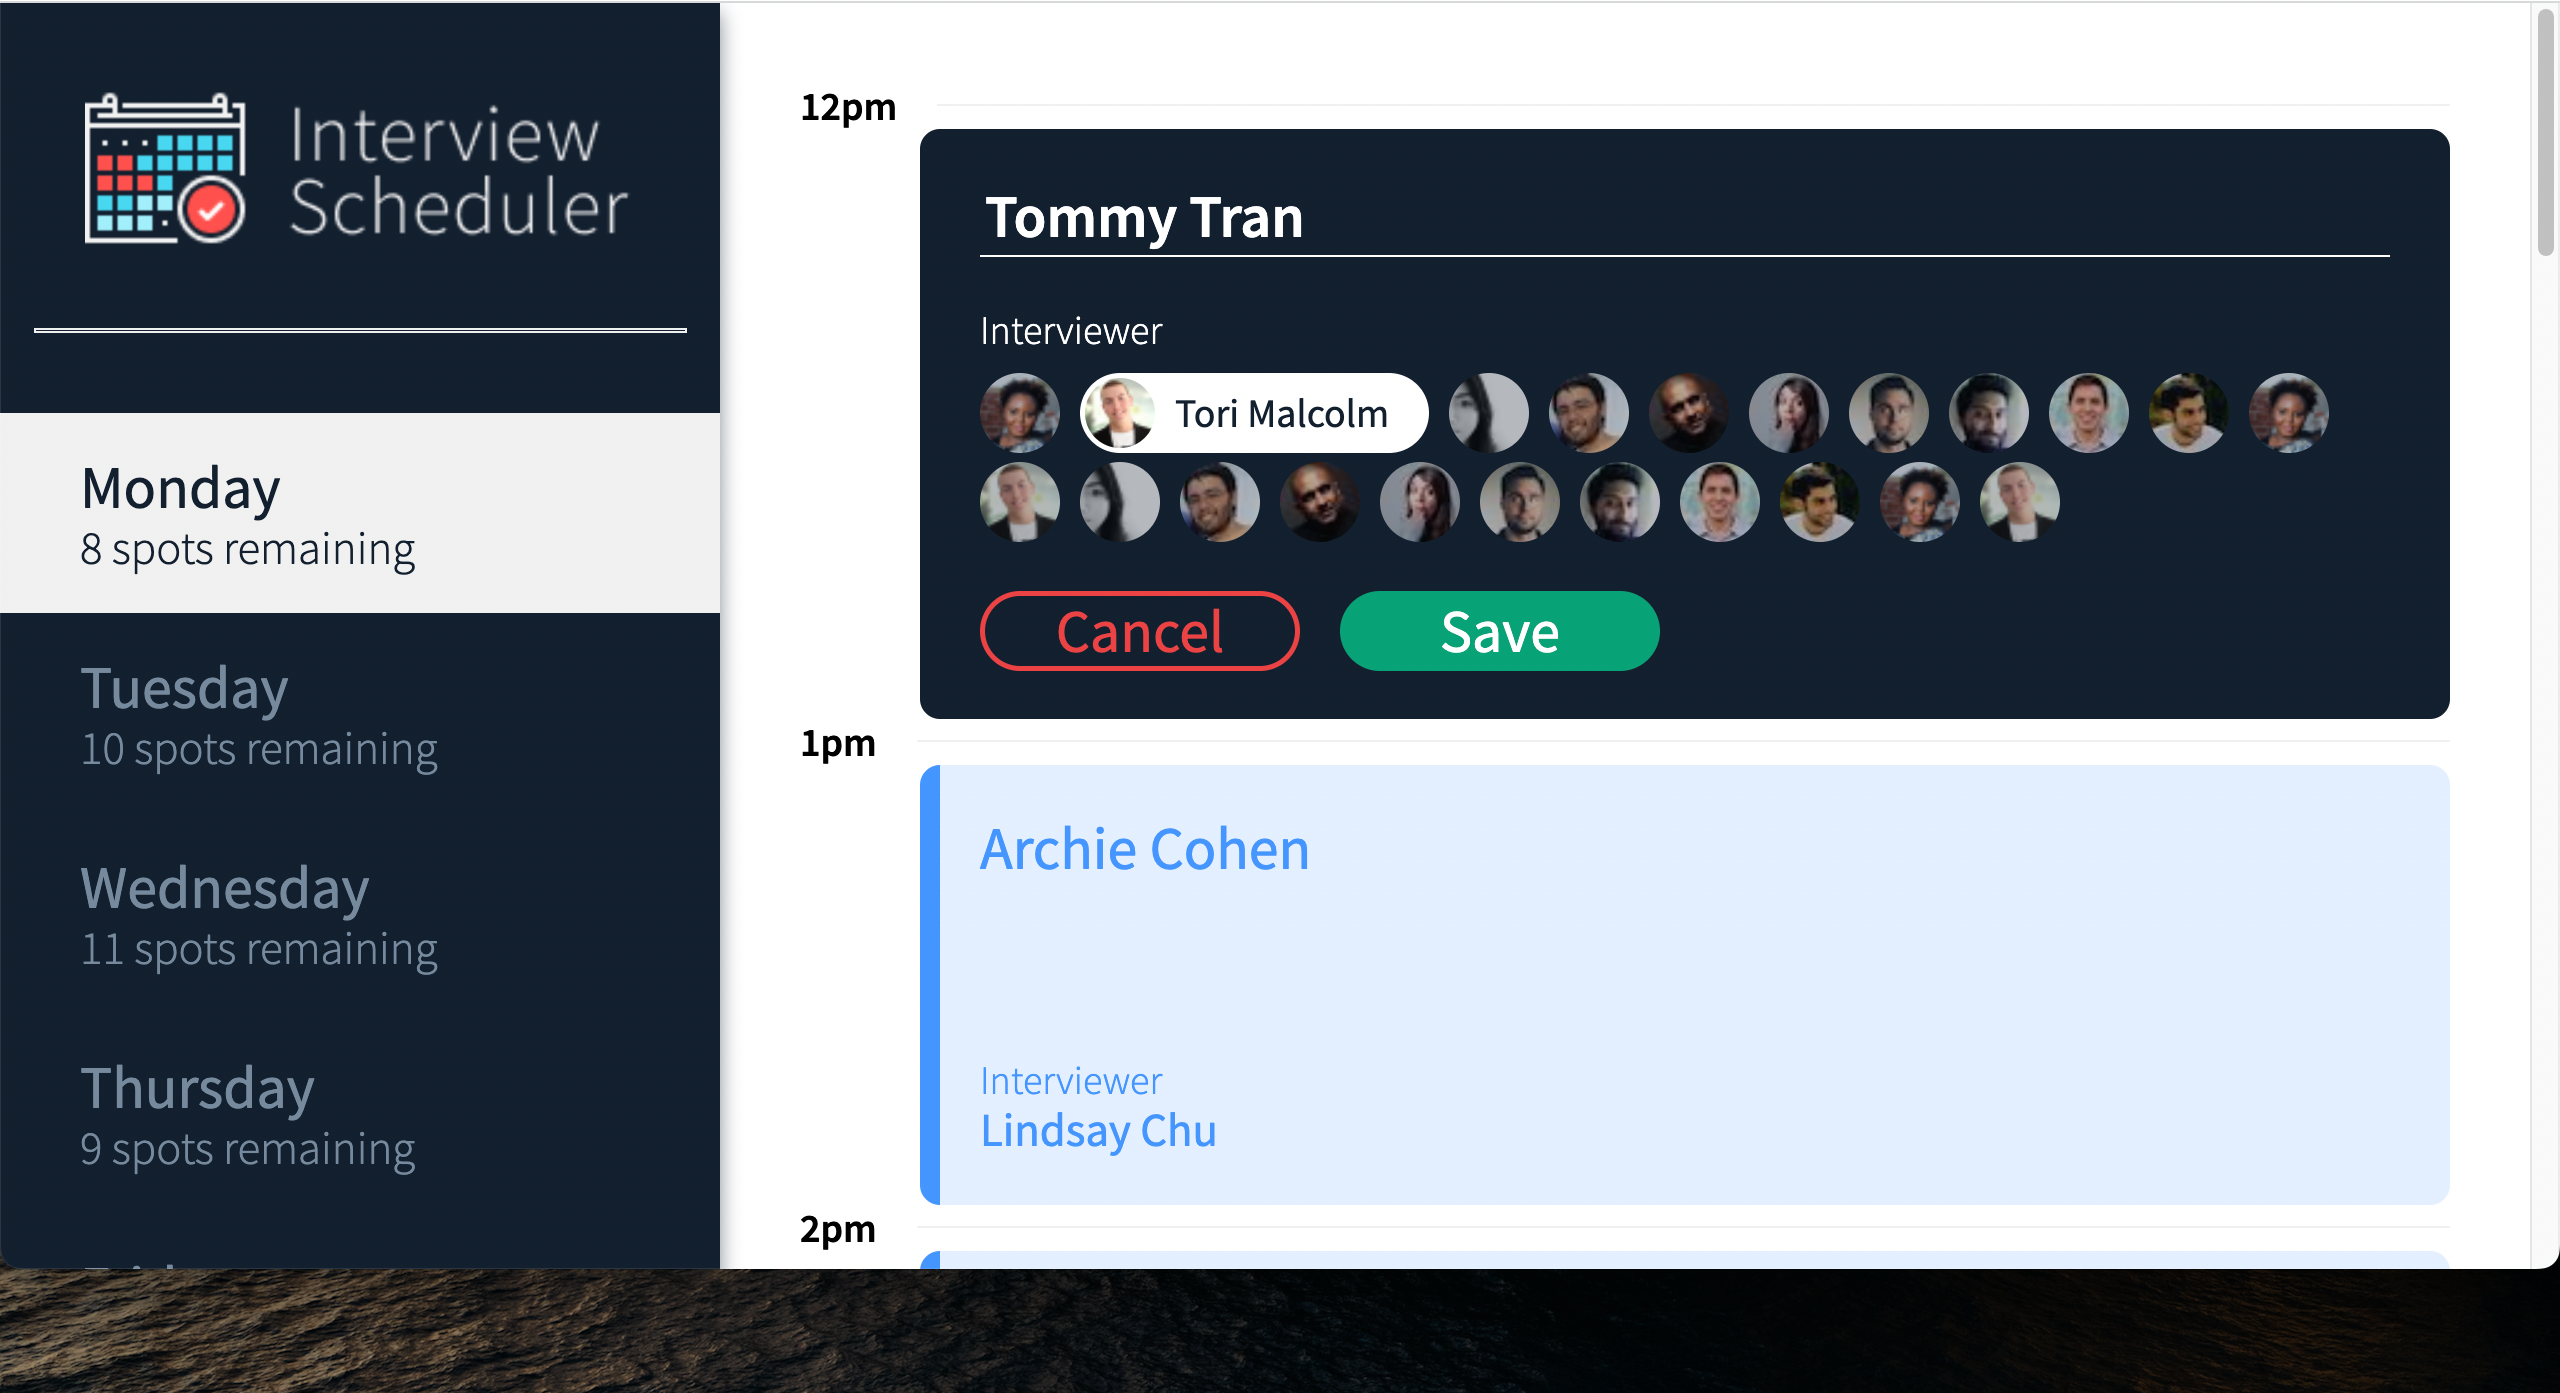 Interview
Scheduler
Monday
8 spots remaining
Tuesday
10 spots remaining
Wednesday
11 spots remaining
Thursday
9 spots remaining
12pm
Tommy Tran
Interviewer
Tori Malcolm
Cancel
Save
1pm
Archie Cohen
Interviewer
Lindsay Chu
2pm